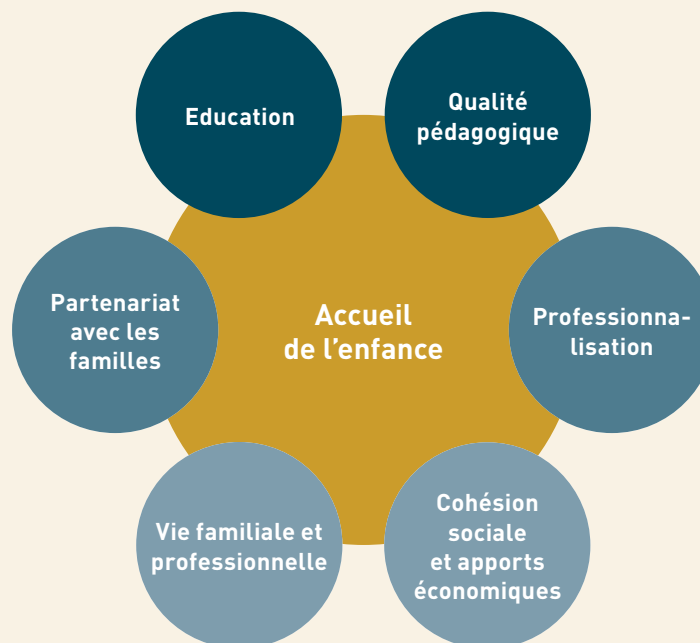 Education
Qualité
pédagogique
Partenariat
avec les
familles
Accueil
de l'enfance
Professionna-
lisation
Vie familiale et
professionnelle
Cohésion
sociale
et apports
économiques